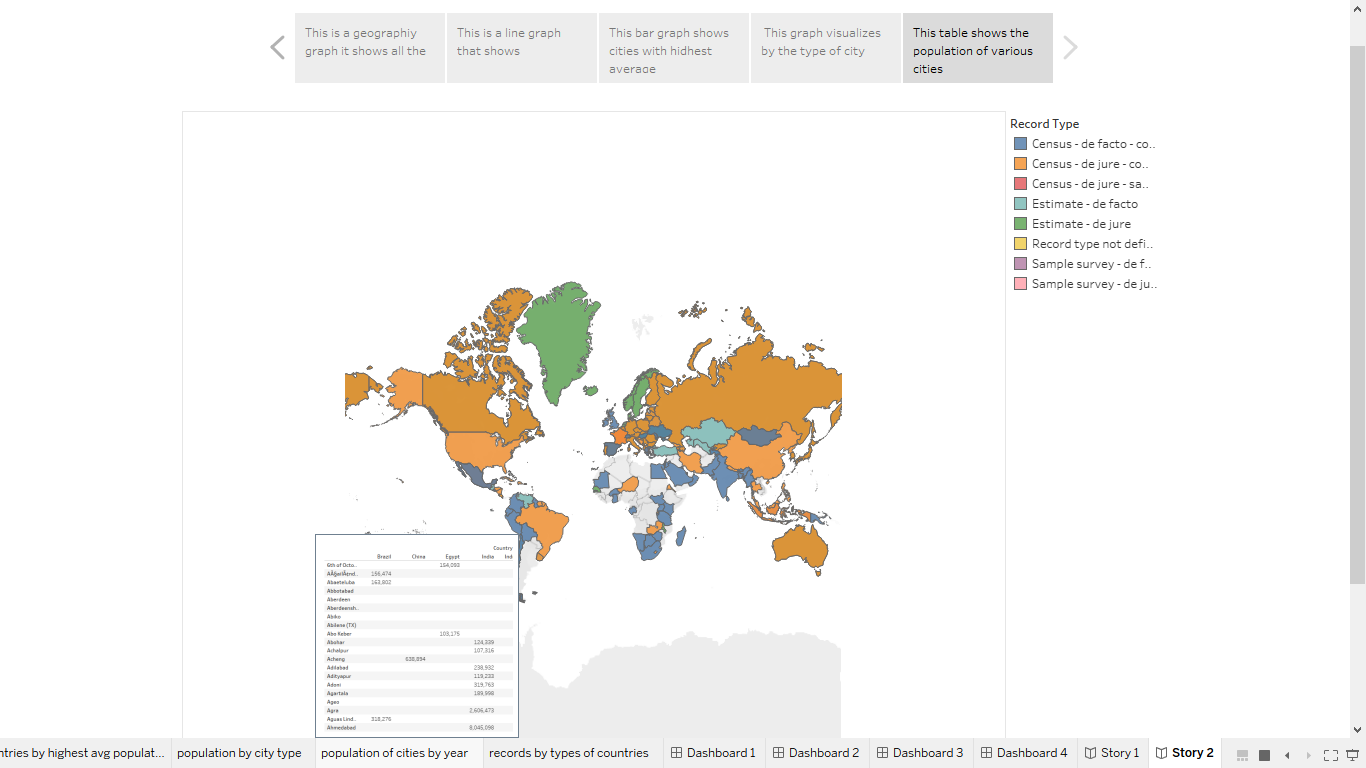 This is a geographiy
graph it shows all the
This is a line graph
that shows
This bar graph shows
cities with hidhest
average
This graph visualizes
by the type of city
This table shows the
population of various
cities
Record Type
Census - de facto - co..
Census - de jure - co..
Census - de jure - sa..
Estimate - de facto
Estimate - de jure
Record type not defi..
Sample survey - de f..
Sample survey - de ju..
Country
Brazil China Egypt India Ind
6th of Octo.. 154,093
156,474
Abaetetuba 163,802
Abbotabad
Aberdeen
Aberdeensh..
Abiko
Abilene (TX)
Abo Keber 103,175
Abohar 124,339
Achalpur 107,316
Acheng 638,894
Adilabad 238,932
Adityapur 119,233
Adoni 319,763
Agartala 189,998
Ageo
Agra 2,606,473
Aguas Lind.. 318,276
Ahmedabad 8,046,098
ntries by highest avg populat... population by city type population of cities by year records by types of countries Dashboard 1 Dashboard 2 Dashboard 3 Dashboard 4 Story 1 Story 2